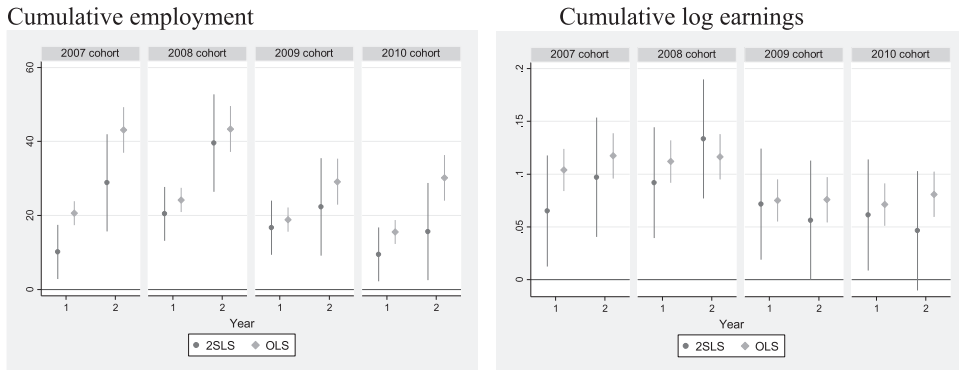 Cumulative employment
2007 cohort 2008 cohort 2009 cohort 2010 cohort
60
40
20
0
1 2 1 2 1 2 1 2
Year
2SLS OLS
Cumulative log earnings
2007 cohort 2008 cohort 2009 cohort 2010 cohort
.2
.15
.1
.05
0
1 2 1 2 1 2 1 2
Year
2SLS OLS